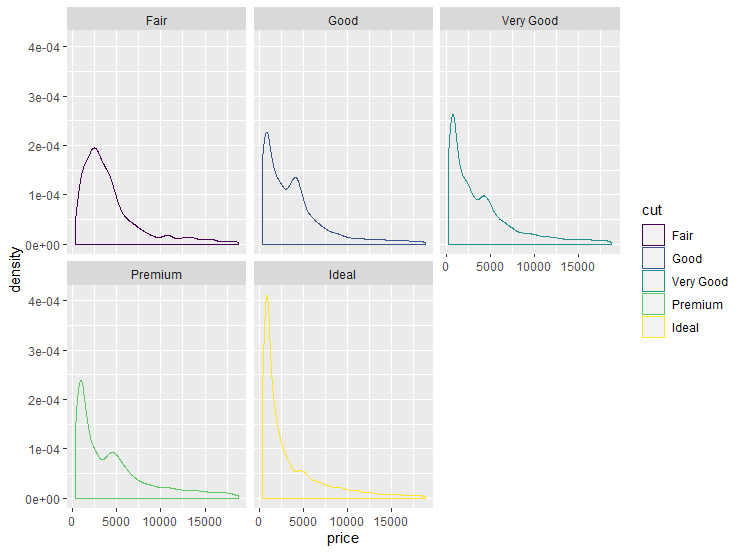 Fair Good Very Good
4e-04
3e-04
2e-04
1e-04
0e+00
0 5000 10000 15000
Premium Ideal
4e-04
3e-04
2e-04
1e-04
0e+00
0 5000 10000 15000 0 5000 10000 15000
price
density
cut
Fair
Good
Very Good
Premium
Ideal